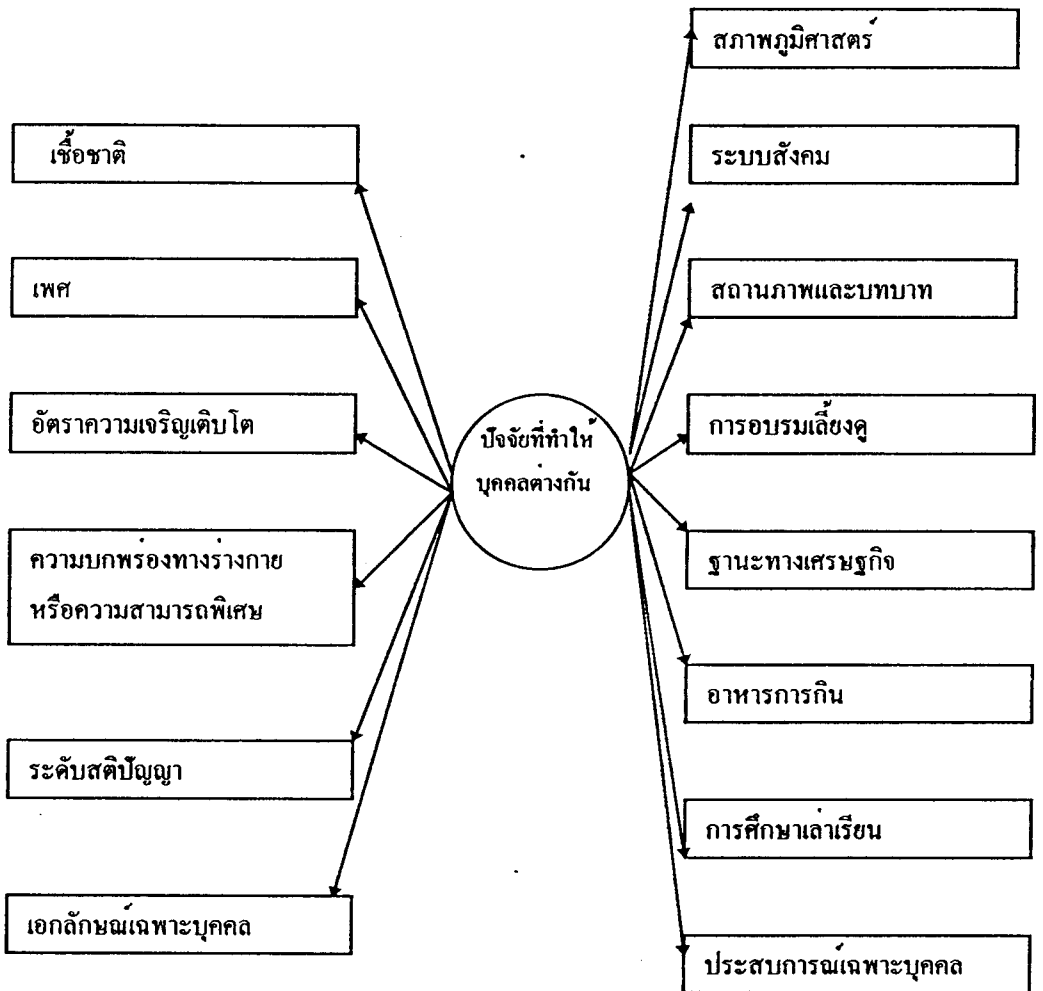 เชื้อชาติ
เพศ
อัตราความเจริญเติบโต
ความบกพร่องทางร่างกาย
หรือความสามารถพิเศษ
ระดับสติปัญญา
เอกลักษณ์เฉพาะบุคคล
ปัจจัยที่ทำให้
บุคคลต่างกัน
สภาพภูมิศาสตร์
ระบบสังคม
สถานภาพและบทบาท
การอบรมเลี้ยงดู
ฐานะทางเศรษฐกิจ
อาหารการกิน
การศึกษาเล่าเรียน
ประสบการณ์เฉพาะบุคคล